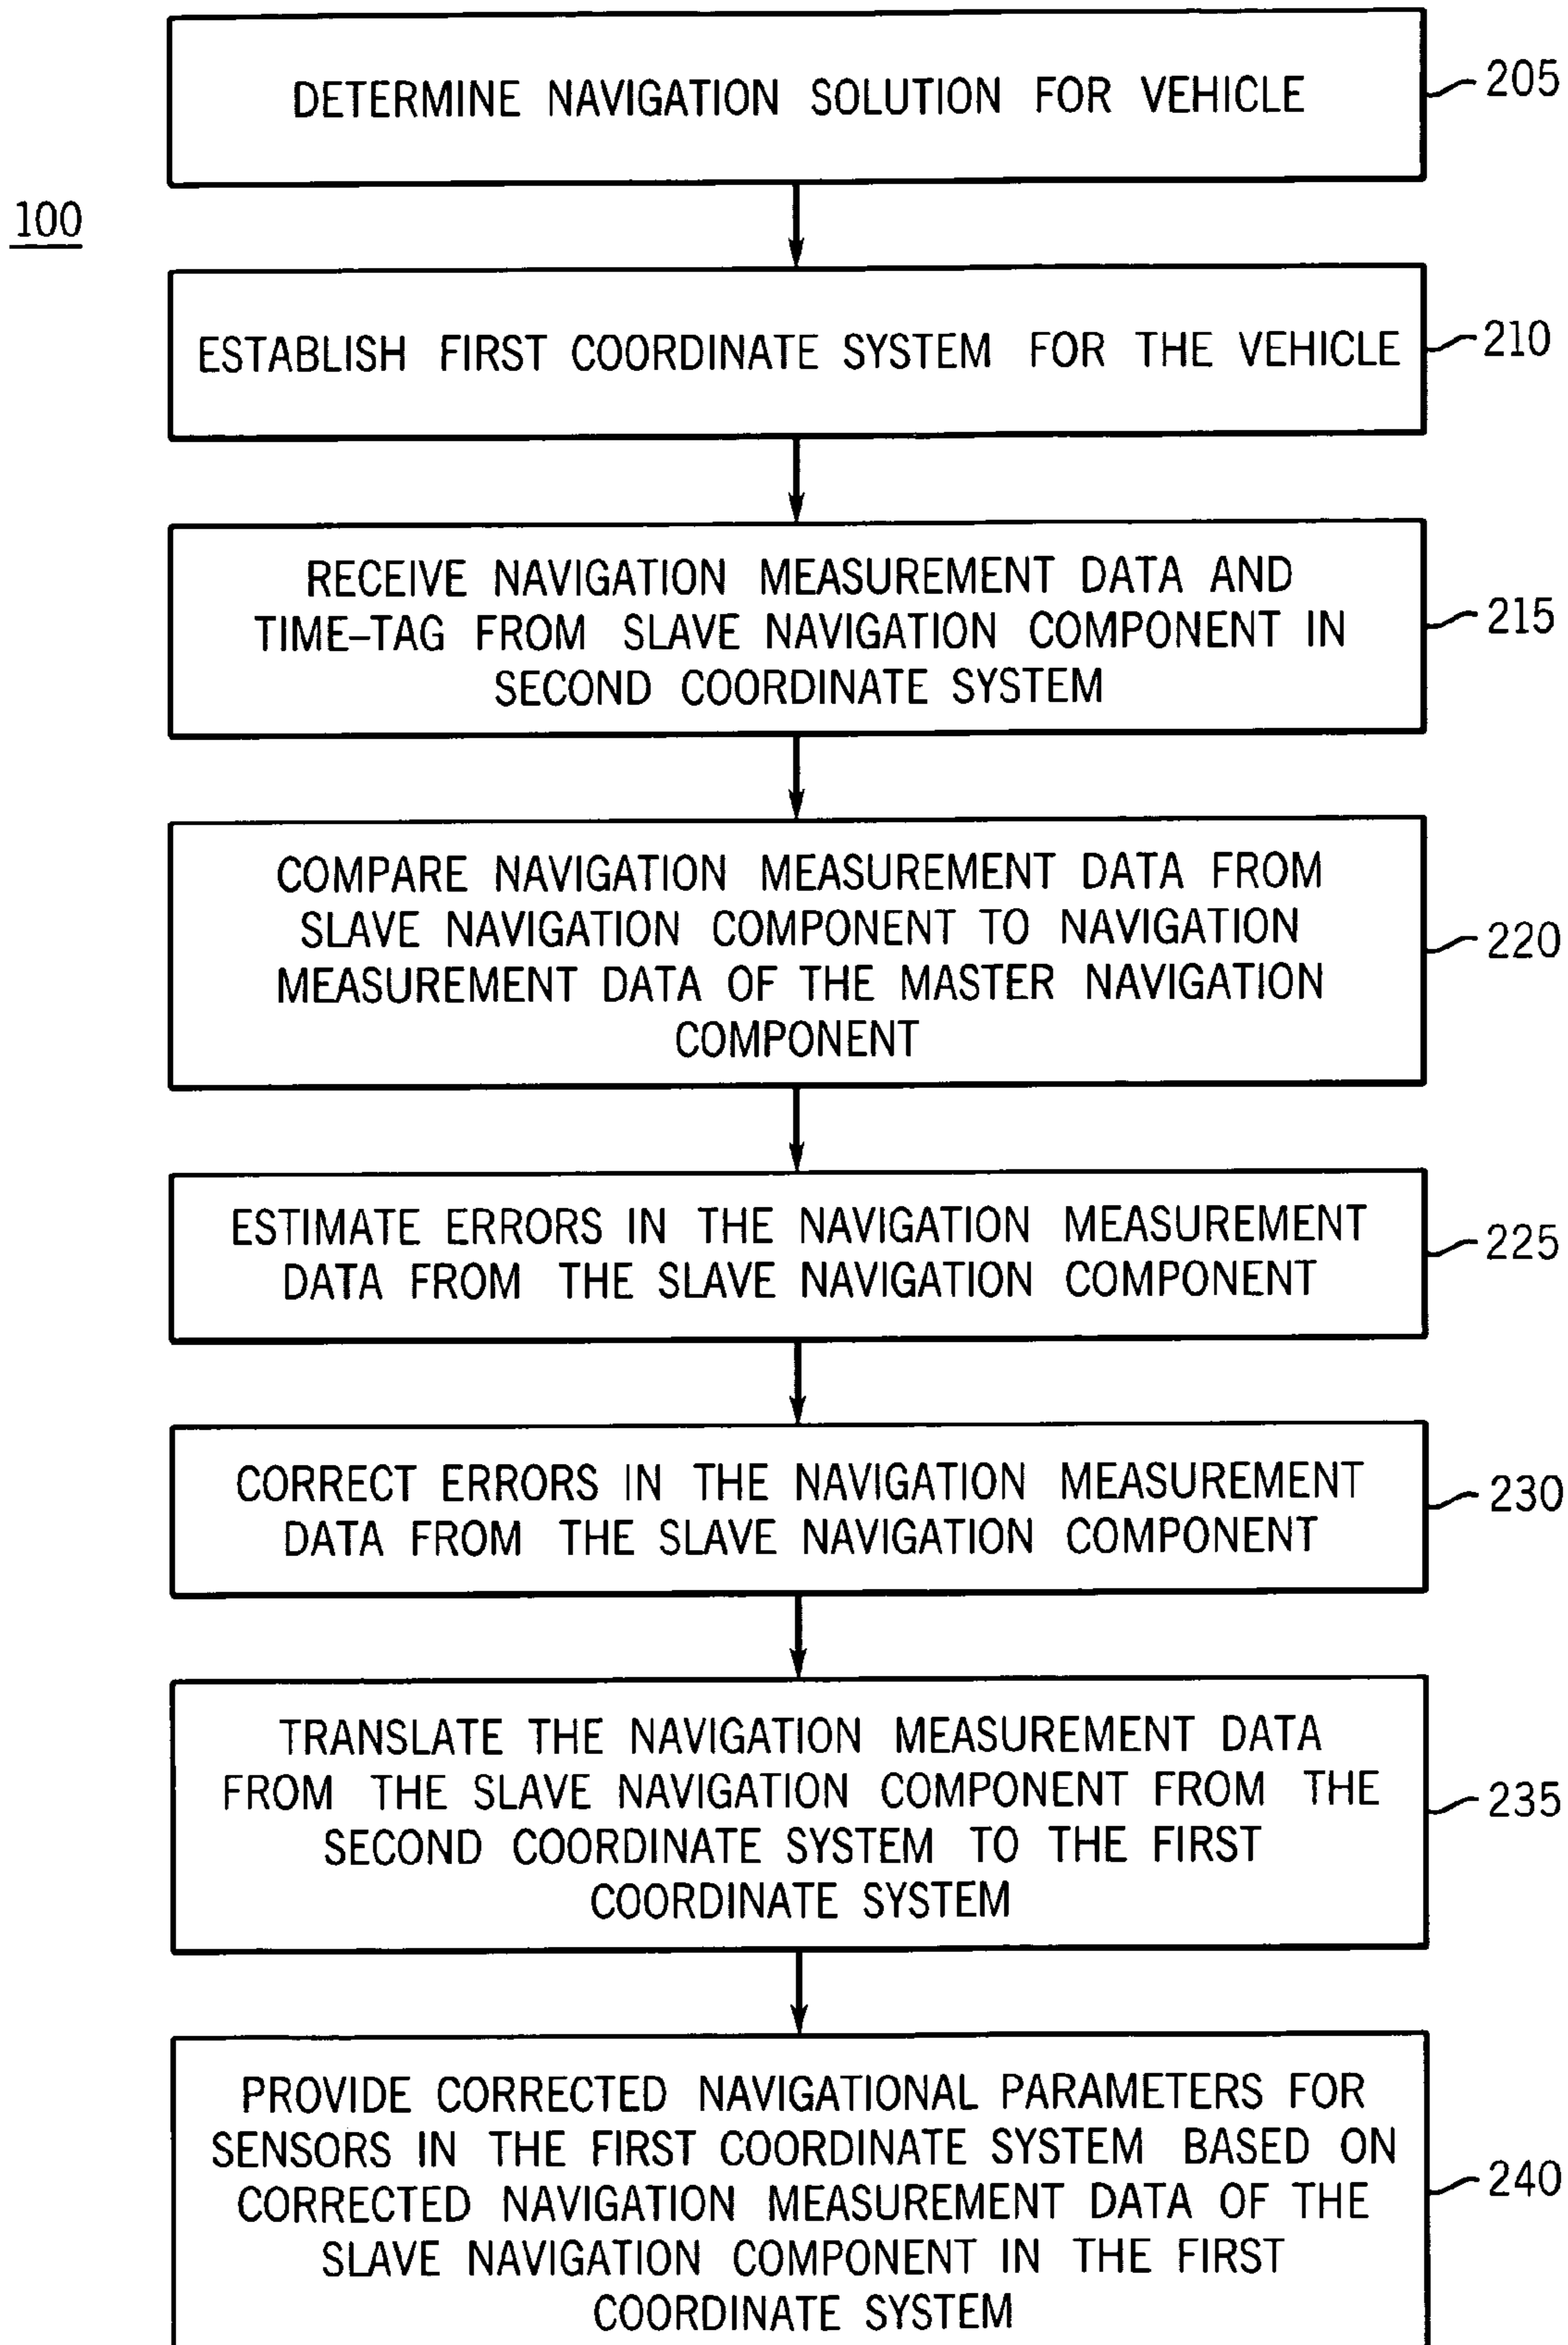 DETERMINE NAVIGATION SOLUTION FOR VEHICLE
205
100
ESTABLISH FIRST COORDINATE SYSTEM FOR THE VEHICLE
210
RECEIVE NAVIGATION MEASUREMENT DATA AND
TIME-TAG FROM SLAVE NAVIGATION COMPONENT IN
SECOND COORDINATE SYSTEM
215
COMPARE NAVIGATION MEASUREMENT DATA FROM
SLAVE NAVIGATION COMPONENT TO NAVIGATION
MEASUREMENT DATA OF THE MASTER NAVIGATION
COMPONENT
220
ESTIMATE ERRORS IN THE NAVIGATION MEASUREMENT
DATA FROM THE SLAVE NAVIGATION COMPONENT
225
CORRECT ERRORS IN THE NAVIGATION MEASUREMENT
DATA FROM THE SLAVE NAVIGATION COMPONENT
230
TRANSLATE THE NAVIGATION MEASUREMENT DATA
FROM THE SLAVE NAVIGATION COMPONENT FROM THE
SECOND COORDINATE SYSTEM TO THE FIRST
COORDINATE SYSTEM
235
PROVIDE CORRECTED NAVIGATIONAL PARAMETERS FOR
SENSORS IN THE FIRST COORDINATE SYSTEM BASED ON
CORRECTED NAVIGATION MEASUREMENT DATA OF THE
SLAVE NAVIGATION COMPONENT IN THE FIRST
COORDINATE SYSTEM
240